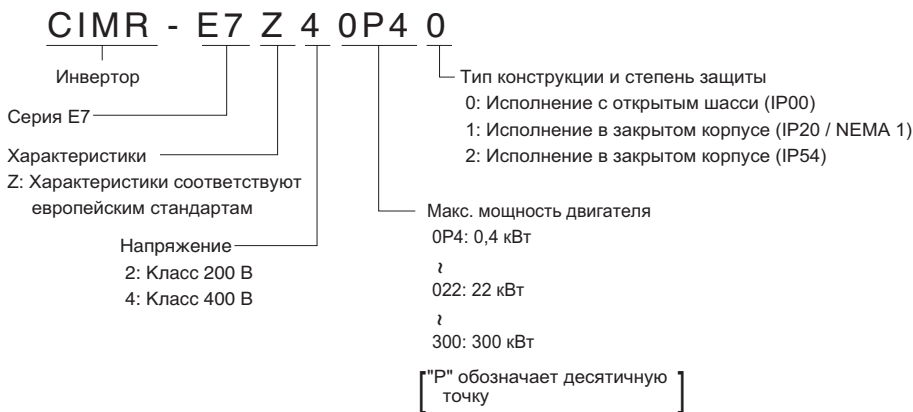 CIMR - E7 Z 4 0P4 0
Инвертор
Серия E7
Характеристики
Z: Характеристики соответствуют
европейским стандартам
Напряжение
2: Класс 200 В
4: Класс 400 В
Тип конструкции и степень защиты
0: Исполнение с открытым шасси (IP00)
1: Исполнение в закрытом корпусе (IP20 / NEMA 1)
2: Исполнение в закрытом корпусе (IP54)
Макс. мощность двигателя
0P4: 0,4 кВт
~
022: 22 кВт
~
300: 300 кВт
["P" обозначает десятичную
точку]